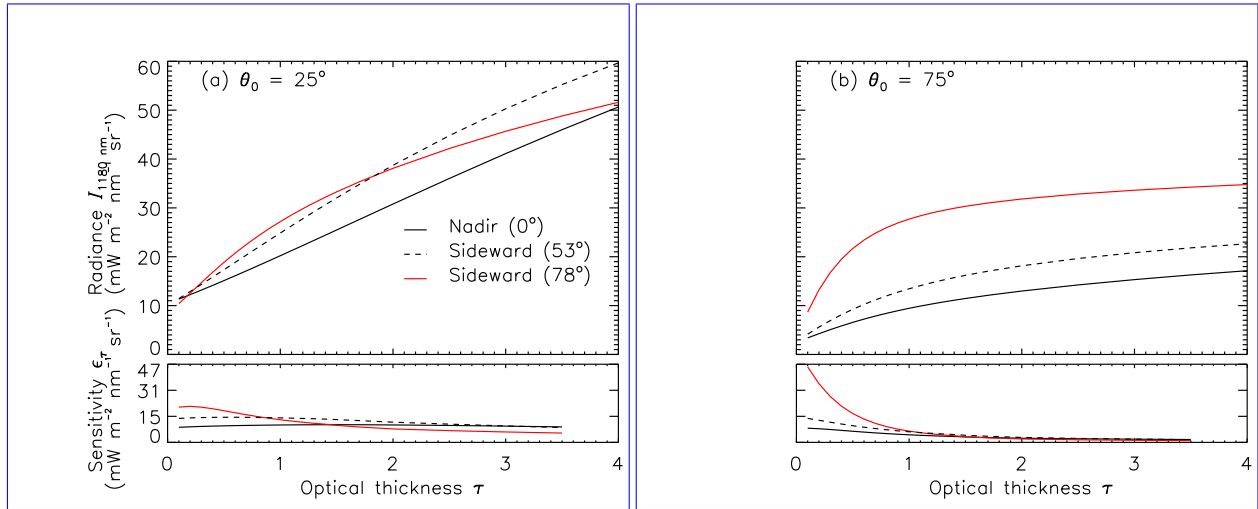 (a) θ₀ = 25°
60
50
40
30
20
10
0
Radiance I₁₁₈₀ ₙₘ
(mW m⁻² nm⁻¹ sr⁻¹)
Nadir (0°)
Sideward (53°)
Sideward (78°)
47
31
15
0
Sensitivity ϵτ
(mW m⁻² nm⁻¹ sr⁻¹)
0 1 2 3 4
Optical thickness τ
(b) θ₀ = 75°
0 1 2 3 4
Optical thickness τ